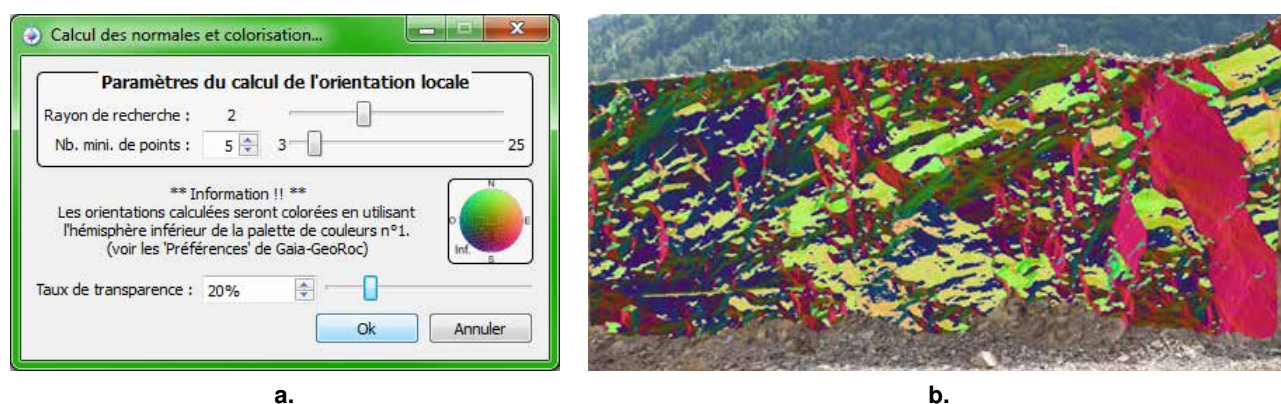 Calcul des normales et colorisation...
Paramètres du calcul de l'orientation locale
Rayon de recherche : 2
Nb. mini. de points : 5 3 25
** Information !! **
Les orientations calculées seront colorées en utilisant
l'hémisphère inférieur de la palette de couleurs n°1.
(voir les 'Préférences' de Gaia-GeoRoc)
N
O E
Inf.
S
Taux de transparence : 20%
Ok Annuler
a. b.